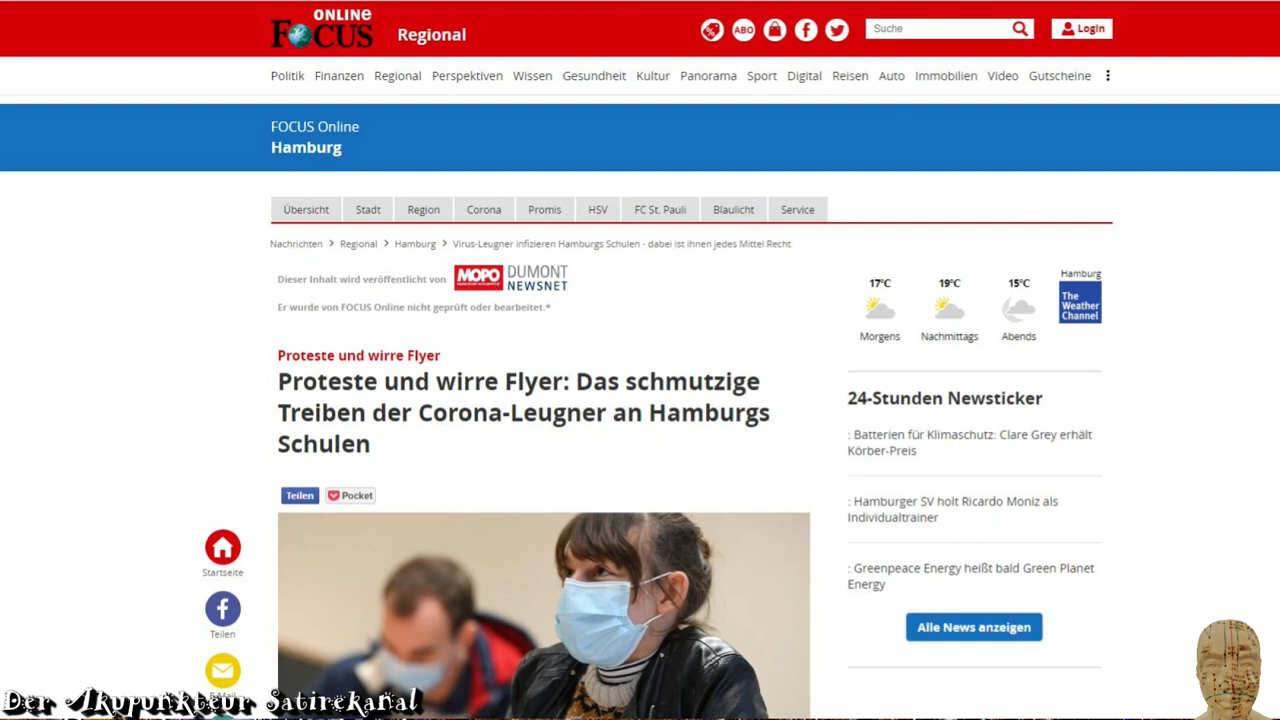 ONLINE
FOCUS
Regional
ABO
Suche
Login
Politik Finanzen Regional Perspektiven Wissen Gesundheit Kultur Panorama Sport Digital Reisen Auto Immobilien Video Gutscheine
FOCUS Online
Hamburg
Übersicht Stadt Region Corona Promis HSV FC St. Pauli Blaulicht Service
Nachrichten > Regional > Hamburg > Virus-Leugner infizieren Hamburgs Schulen - dabei ist ihnen jedes Mittel Recht
Dieser Inhalt wird veröffentlicht von
MOPO
DUMONT
NEWSNET
Er wurde von FOCUS Online nicht geprüft oder bearbeitet.*
Hamburg
17°C 19°C 15°C
The
Weather
Channel
Morgens Nachmittags Abends
Proteste und wirre Flyer
Proteste und wirre Flyer: Das schmutzige
Treiben der Corona-Leugner an Hamburgs
Schulen
Teilen
Pocket
24-Stunden Newsticker
: Batterien für Klimaschutz: Clare Grey erhält
Körber-Preis
: Hamburger SV holt Ricardo Moniz als
Individualtrainer
: Greenpeace Energy heißt bald Green Planet
Energy
Alle News anzeigen
Startseite
Teilen
E-Mail
Der Akupunkteur Satirekanal